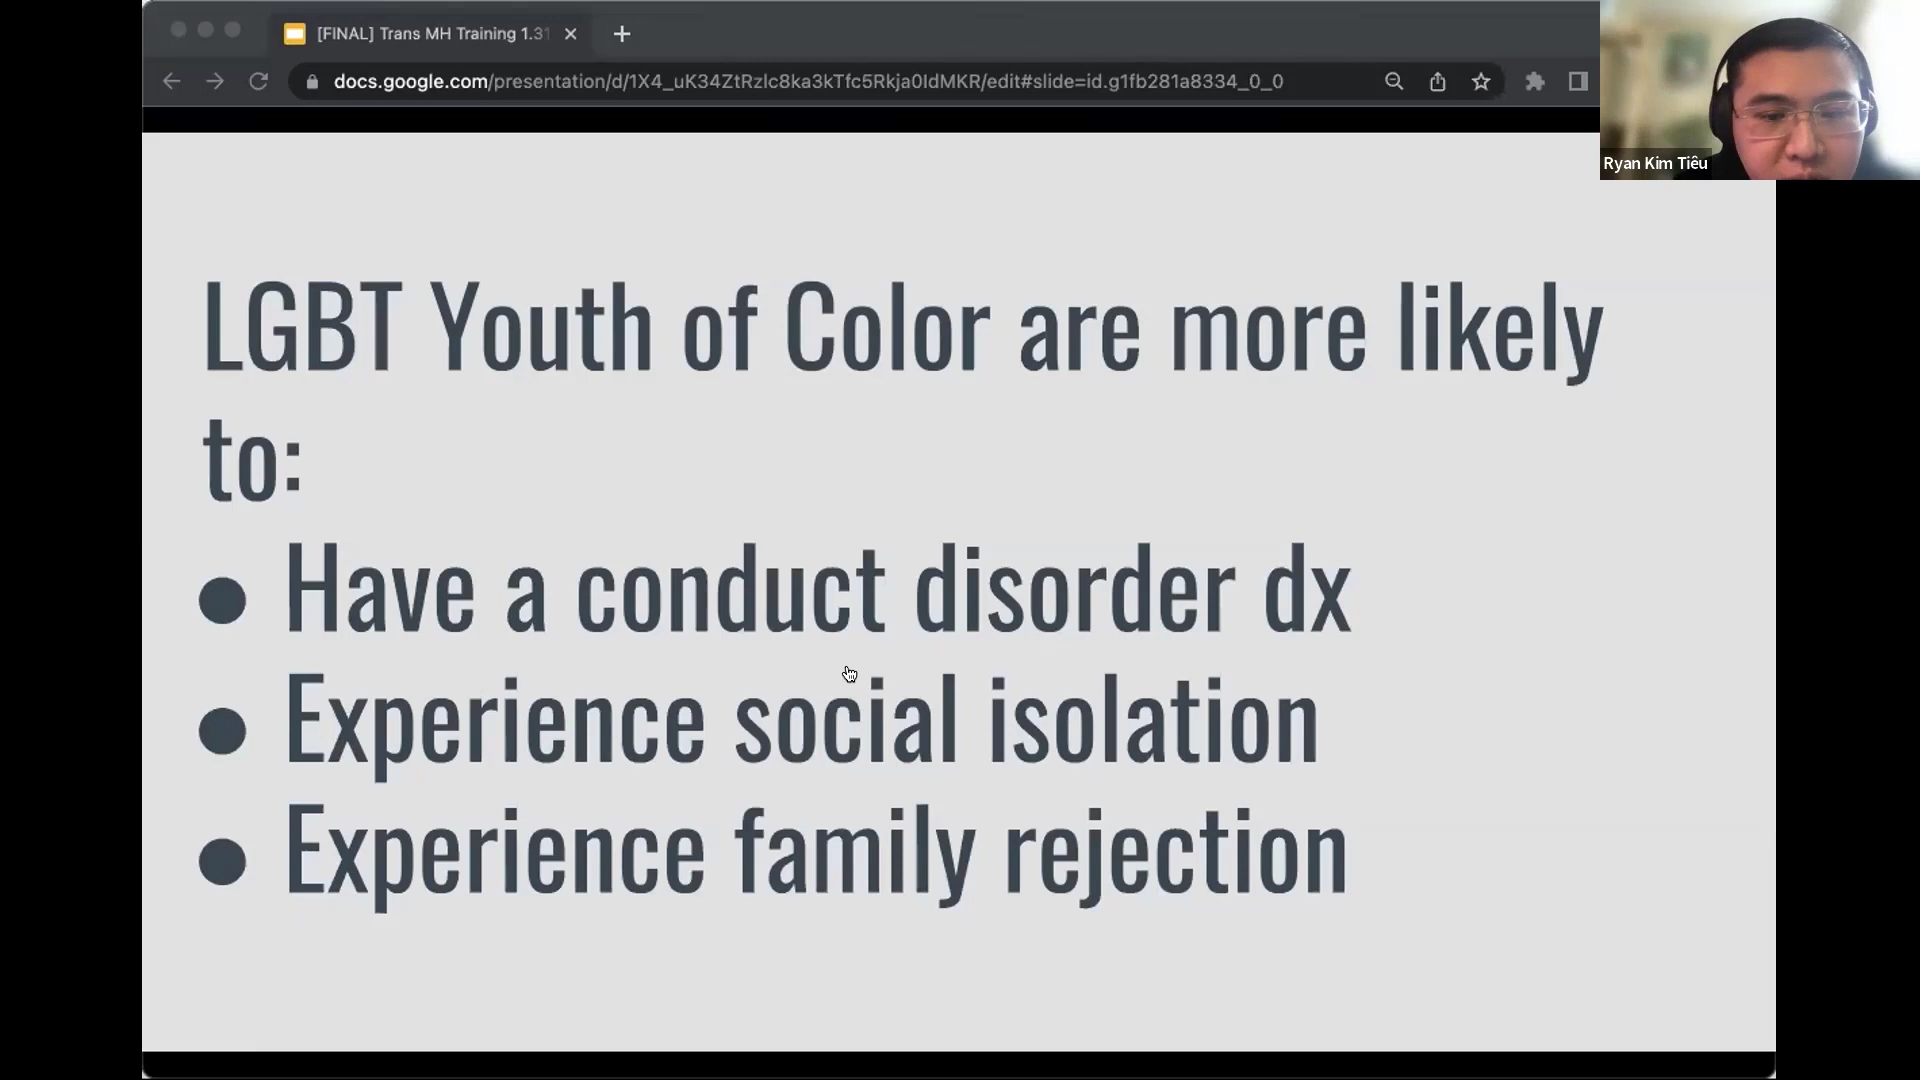 [FINAL] Trans MH Training 1.31
docs.google.com/presentation/d/1X4_uK34ZtRzlc8ka3kTfc5Rkja0IdMKR/edit#slide=id.g1fb281a8334_0_0
Ryan Kim Tiêu
LGBT Youth of Color are more likely
to:
● Have a conduct disorder dx
● Experience social isolation
● Experience family rejection